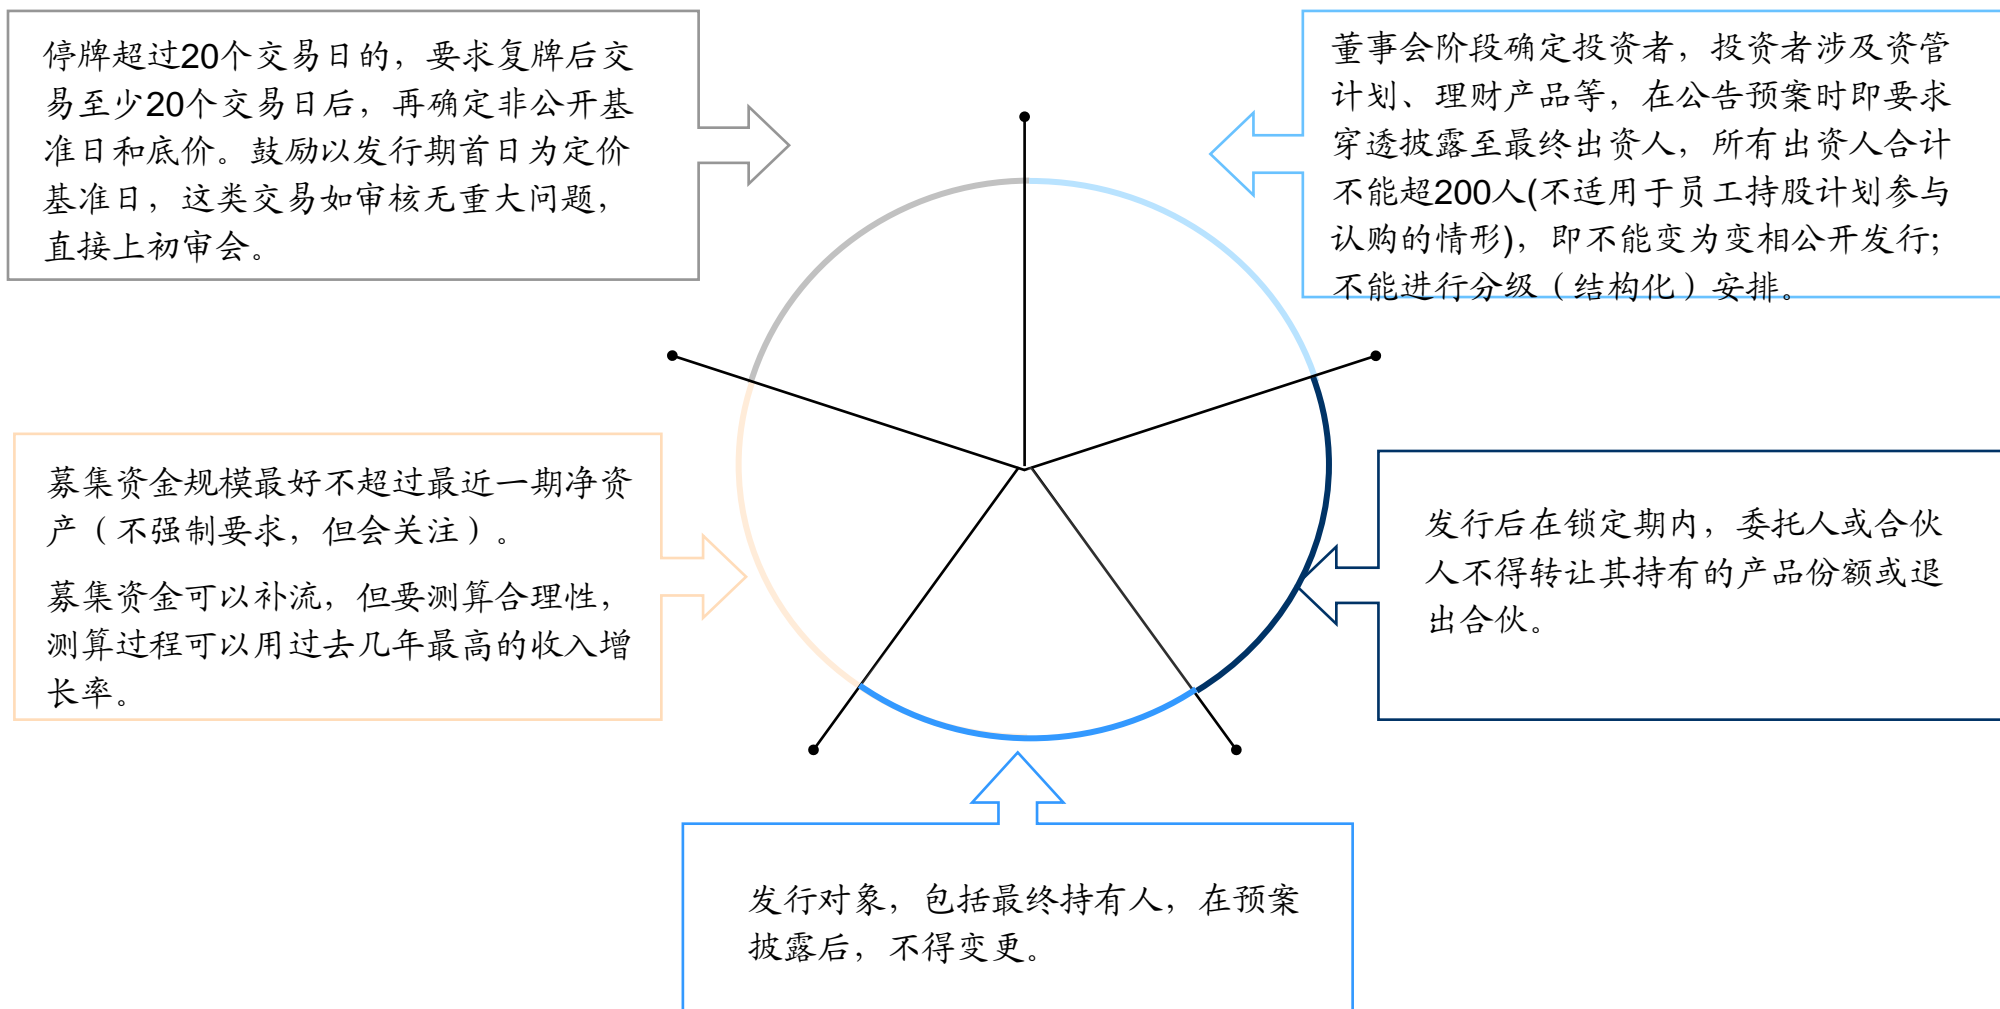 停牌超过20个交易日的，要求复牌后交
易至少20个交易日后，再确定非公开基
准日和底价。鼓励以发行期首日为定价
基准日，这类交易如审核无重大问题，
直接上初审会。
董事会阶段确定投资者，投资者涉及资管
计划、理财产品等，在公告预案时即要求
穿透披露至最终出资人，所有出资人合计
不能超200人(不适用于员工持股计划参与
认购的情形)，即不能变为变相公开发行;
不能进行分级（结构化）安排。
募集资金规模最好不超过最近一期净资
产（不强制要求，但会关注）。
募集资金可以补流，但要测算合理性，
测算过程可以用过去几年最高的收入增
长率。
发行后在锁定期内，委托人或合伙
人不得转让其持有的产品份额或退
出合伙。
发行对象，包括最终持有人，在预案
披露后，不得变更。